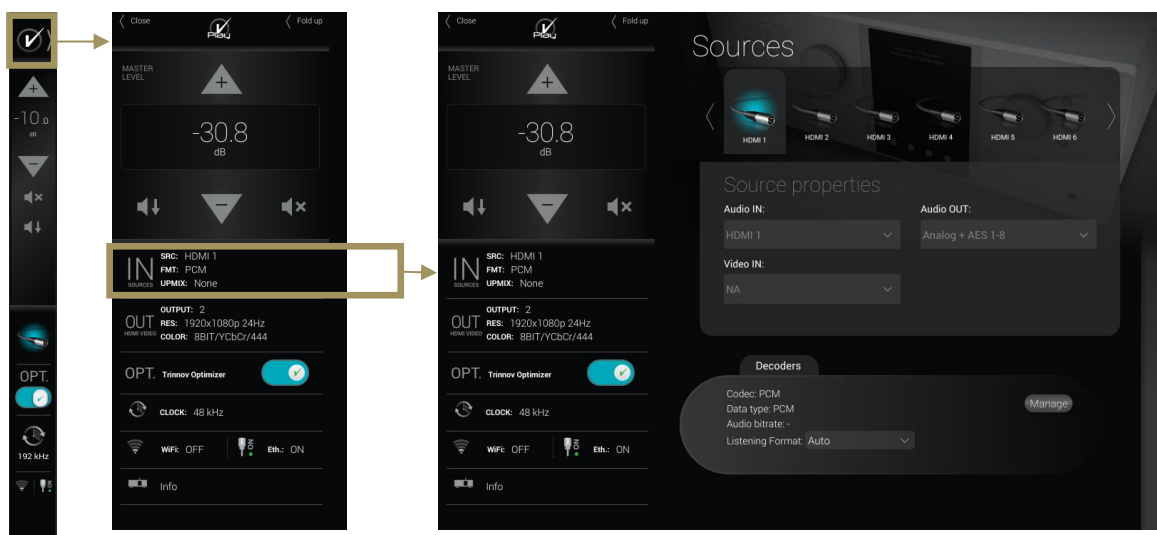 -10.0
dB
OPT.
192 kHz
ON
Close
Play
Fold up
MASTER
LEVEL
-30.8
dB
IN
SOURCES
SRC: HDMI 1
FMT: PCM
UPMIX: None
OUT
HDMI VIDEO
OUTPUT: 2
RES: 1920x1080p 24Hz
COLOR: 8BIT/YCbCr/444
OPT. Trinnov Optimizer
CLOCK: 48 kHz
WiFi: OFF
ON
Eth.: ON
Info
Close
Play
Fold up
MASTER
LEVEL
-30.8
dB
IN
SOURCES
SRC: HDMI 1
FMT: PCM
UPMIX: None
OUT
HDMI VIDEO
OUTPUT: 2
RES: 1920x1080p 24Hz
COLOR: 8BIT/YCbCr/444
OPT. Trinnov Optimizer
CLOCK: 48 kHz
WiFi: OFF
ON
Eth.: ON
Info
Sources
HDMI 1
HDMI 2
HDMI 3
HDMI 4
HDMI 5
HDMI 6
Source properties
Audio IN:
Audio OUT:
HDMI 1
Analog + AES 1-8
Video IN:
NA
Decoders
Codec: PCM
Data type: PCM
Audio bitrate: -
Listening Format: Auto
Manage